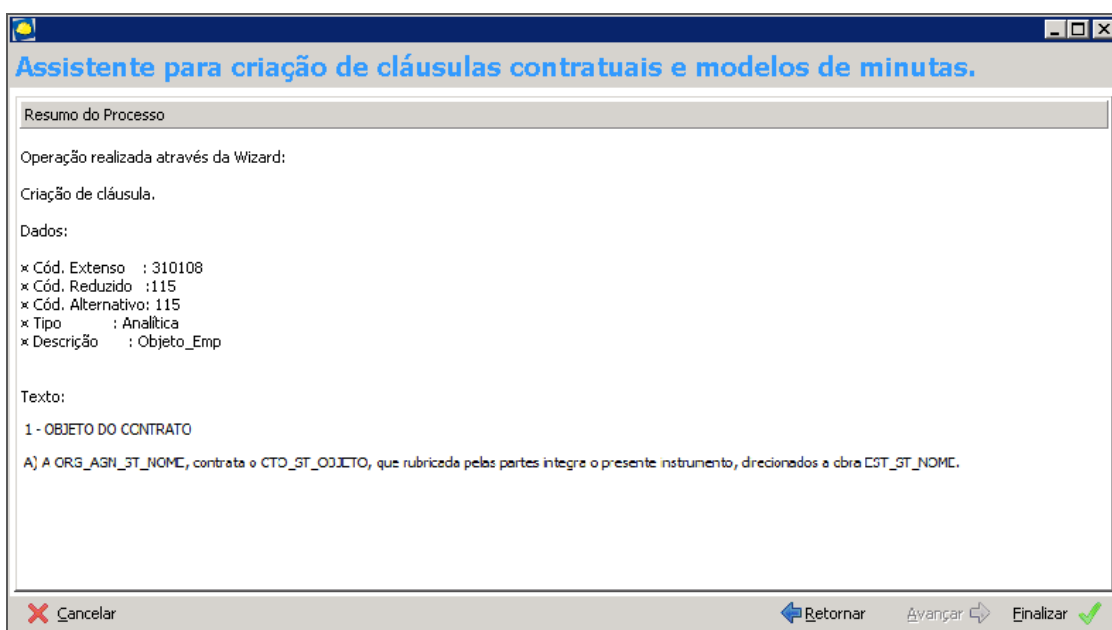 Assistente para criação de cláusulas contratuais e modelos de minutas.
Resumo do Processo
Operação realizada através da Wizard:
Criação de cláusula.
Dados:
× Cód. Extenso : 310108
× Cód. Reduzido :115
× Cód. Alternativo: 115
× Tipo : Analítica
× Descrição : Objeto_Emp
Texto:
1 - OBJETO DO CONTRATO
A) A ORG_AGN_ST_NOME, contrata o CTO_ST_OBJETO, que rubricada pelas partes integra o presente instrumento, direcionados a obra EST_ST_NOME.
Cancelar Retornar Avançar Finalizar